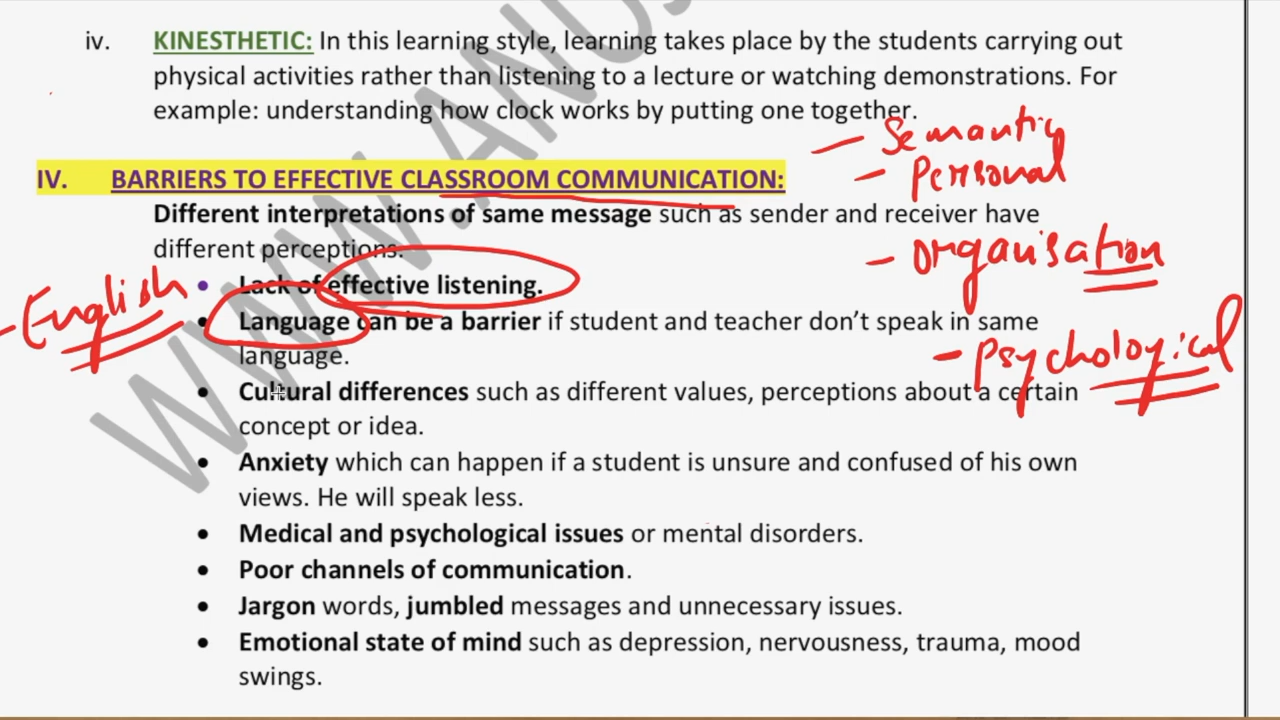 iv. KINESTHETIC: In this learning style, learning takes place by the students carrying out
physical activities rather than listening to a lecture or watching demonstrations. For
example: understanding how clock works by putting one together.
- Semantic
- Personal
IV. BARRIERS TO EFFECTIVE CLASSROOM COMMUNICATION:
Different interpretations of same message such as sender and receiver have
different perceptions.
- Organisation
• Lack of effective listening.
- English
• Language can be a barrier if student and teacher don't speak in same
language.
- Psychological
• Cultural differences such as different values, perceptions about a certain
concept or idea.
• Anxiety which can happen if a student is unsure and confused of his own
views. He will speak less.
• Medical and psychological issues or mental disorders.
• Poor channels of communication.
• Jargon words, jumbled messages and unnecessary issues.
• Emotional state of mind such as depression, nervousness, trauma, mood
swings.